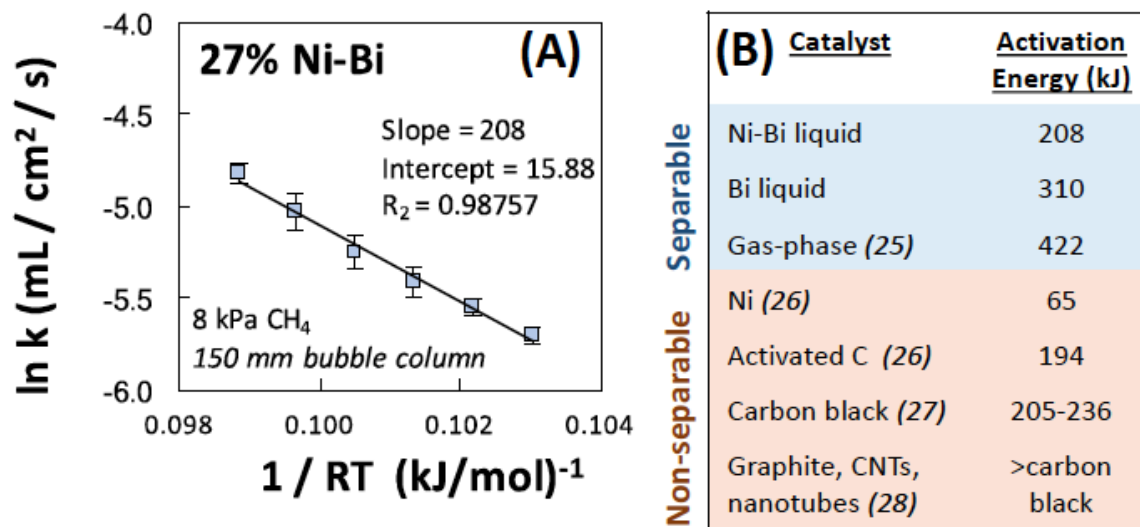 27% Ni-Bi
(A)
Slope = 208
Intercept = 15.88
R₂ = 0.98757
8 kPa CH₄
150 mm bubble column
ln k (mL / cm² / s)
-4.0
-4.5
-5.0
-5.5
-6.0
0.098
0.100
0.102
0.104
1 / RT (kJ/mol)⁻¹
(B)
Catalyst
Activation
Energy (kJ)
Separable
Ni-Bi liquid 208
Bi liquid 310
Gas-phase (25) 422
Non-separable
Ni (26) 65
Activated C (26) 194
Carbon black (27) 205-236
Graphite, CNTs, >carbon
nanotubes (28) black